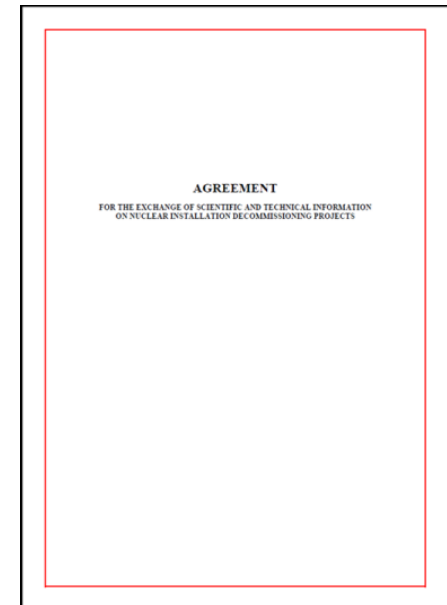 AGREEMENT
FOR THE EXCHANGE OF SCIENTIFIC AND TECHNICAL INFORMATION
ON NUCLEAR INSTALLATION DECOMMISSIONING PROJECTS